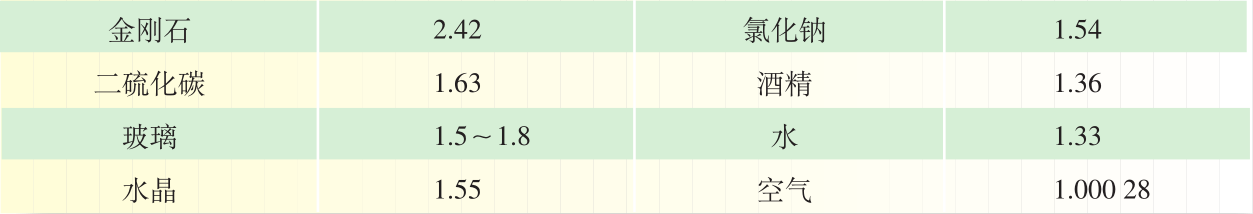 金刚石 2.42 氯化钠 1.54
二硫化碳 1.63 酒精 1.36
玻璃 1.5～1.8 水 1.33
水晶 1.55 空气 1.000 28